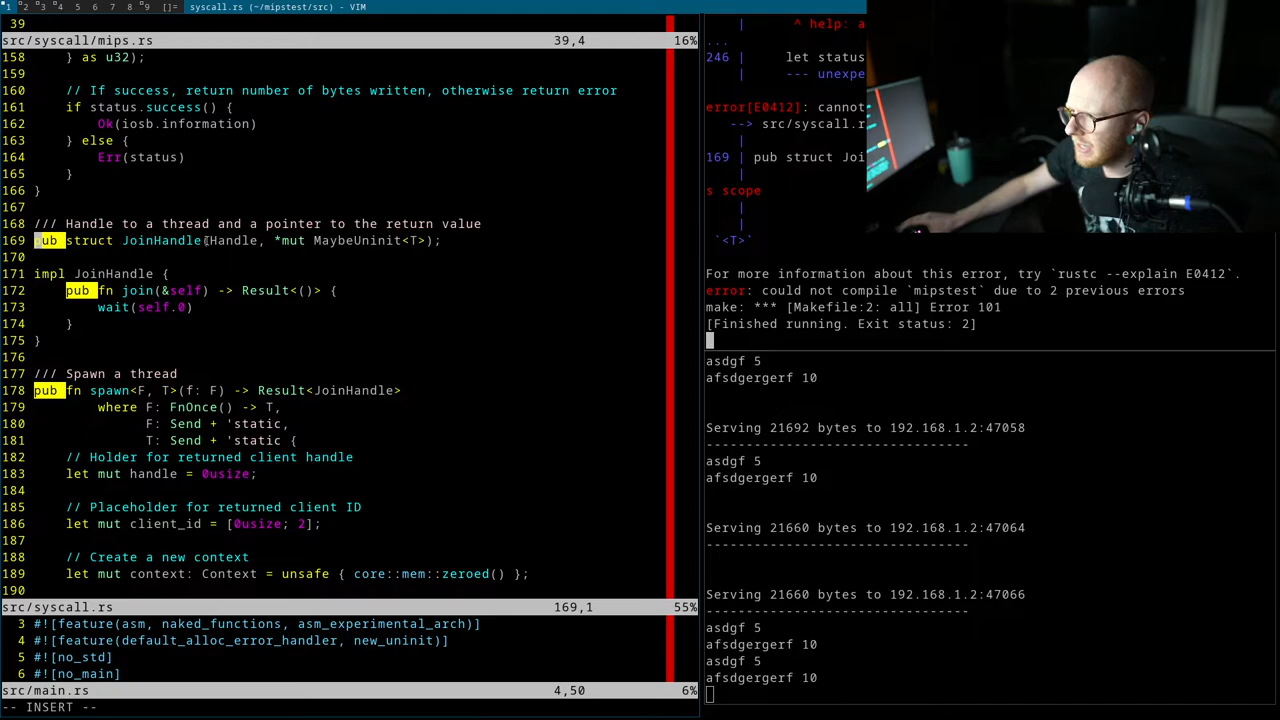 1 2 3 4 5 6 7 8 9 []= syscall.rs (~/mipstest/src) - VIM
39
src/syscall/mips.rs 39,4 16%
158 } as u32);
159
160 // If success, return number of bytes written, otherwise return error
161 if status.success() {
162 Ok(iosb.information)
163 } else {
164 Err(status)
165 }
166 }
167
168 /// Handle to a thread and a pointer to the return value
169 pub struct JoinHandle(Handle, *mut MaybeUninit<T>);
170
171 impl JoinHandle {
172 pub fn join(&self) -> Result<()> {
173 wait(self.0)
174 }
175 }
176
177 /// Spawn a thread
178 pub fn spawn<F, T>(f: F) -> Result<JoinHandle>
179 where F: FnOnce() -> T,
180 F: Send + 'static,
181 T: Send + 'static {
182 // Holder for returned client handle
183 let mut handle = 0usize;
184
185 // Placeholder for returned client ID
186 let mut client_id = [0usize; 2];
187
188 // Create a new context
189 let mut context: Context = unsafe { core::mem::zeroed() };
190
src/syscall.rs 169,1 55%
3 #![feature(asm, naked_functions, asm_experimental_arch)]
4 #![feature(default_alloc_error_handler, new_uninit)]
5 #![no_std]
6 #![no_main]
src/main.rs 4,50 6%
-- INSERT --
| ^ help: a
...
246 | let status
| --- unexpe
error[E0412]: cannot
--> src/syscall.r
|
169 | pub struct Joi
|
s scope
|
| `<T>`
For more information about this error, try `rustc --explain E0412`.
error: could not compile `mipstest` due to 2 previous errors
make: *** [Makefile:2: all] Error 101
[Finished running. Exit status: 2]
asdgf 5
afsdgergerf 10
Serving 21692 bytes to 192.168.1.2:47058
---------------------------------
asdgf 5
afsdgergerf 10
Serving 21660 bytes to 192.168.1.2:47064
---------------------------------
Serving 21660 bytes to 192.168.1.2:47066
---------------------------------
asdgf 5
afsdgergerf 10
asdgf 5
afsdgergerf 10